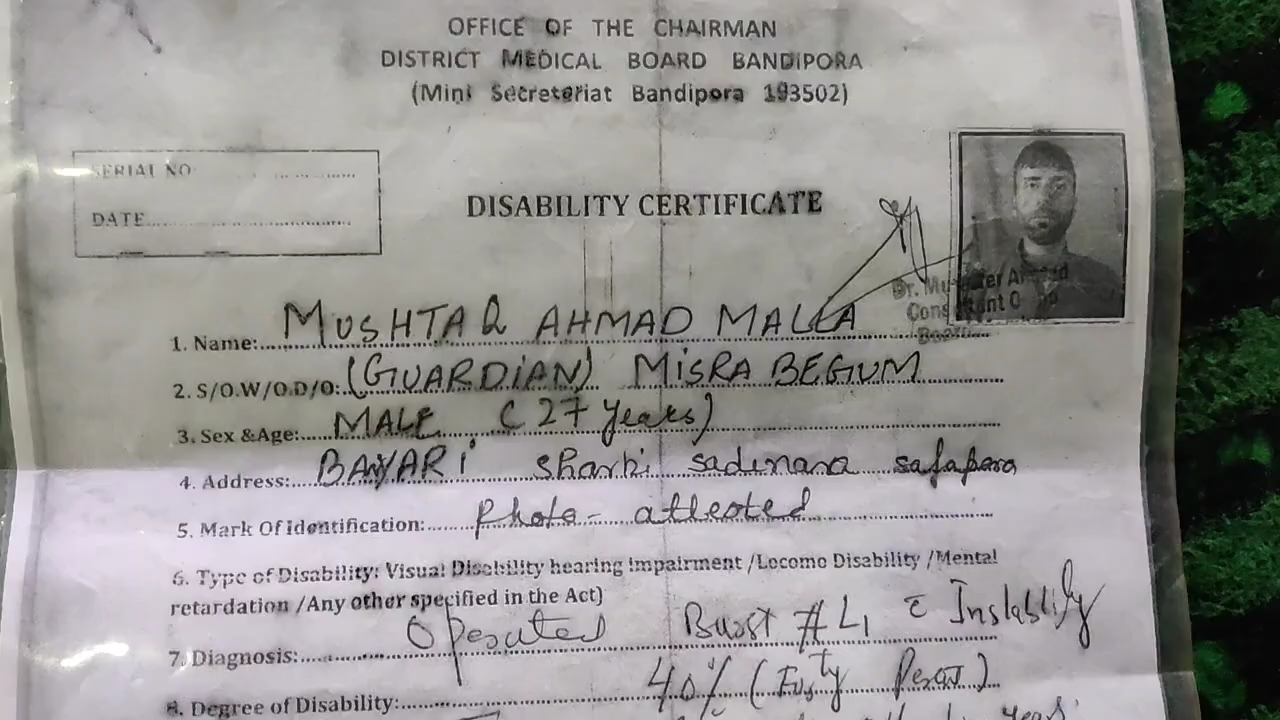 OFFICE OF THE CHAIRMAN
DISTRICT MEDICAL BOARD BANDIPORA
(Mini Secretariat Bandipora 193502)
SERIAL NO
DATE
DISABILITY CERTIFICATE
1. Name: MUSHTAQ AHMAD MALLA
2. S/O.W/O.D/O: (GUARDIAN) MISRA BEGUM
3. Sex & Age: MALE (27 years)
4. Address: BANYARI sharki sadunara safapora
5. Mark Of Identification: Photo - attested
6. Type of Disability: Visual Disability hearing impairment /Locomo Disability /Mental
retardation /Any other specified in the Act)
7. Diagnosis: Operated Burst # L1 c Instability
8. Degree of Disability: 40% (Forty Percent)